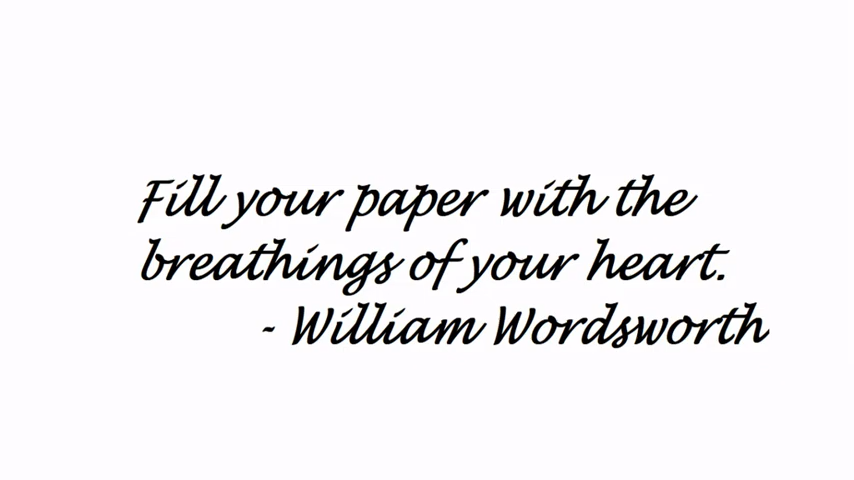 Fill your paper with the
breathings of your heart.
- William Wordsworth